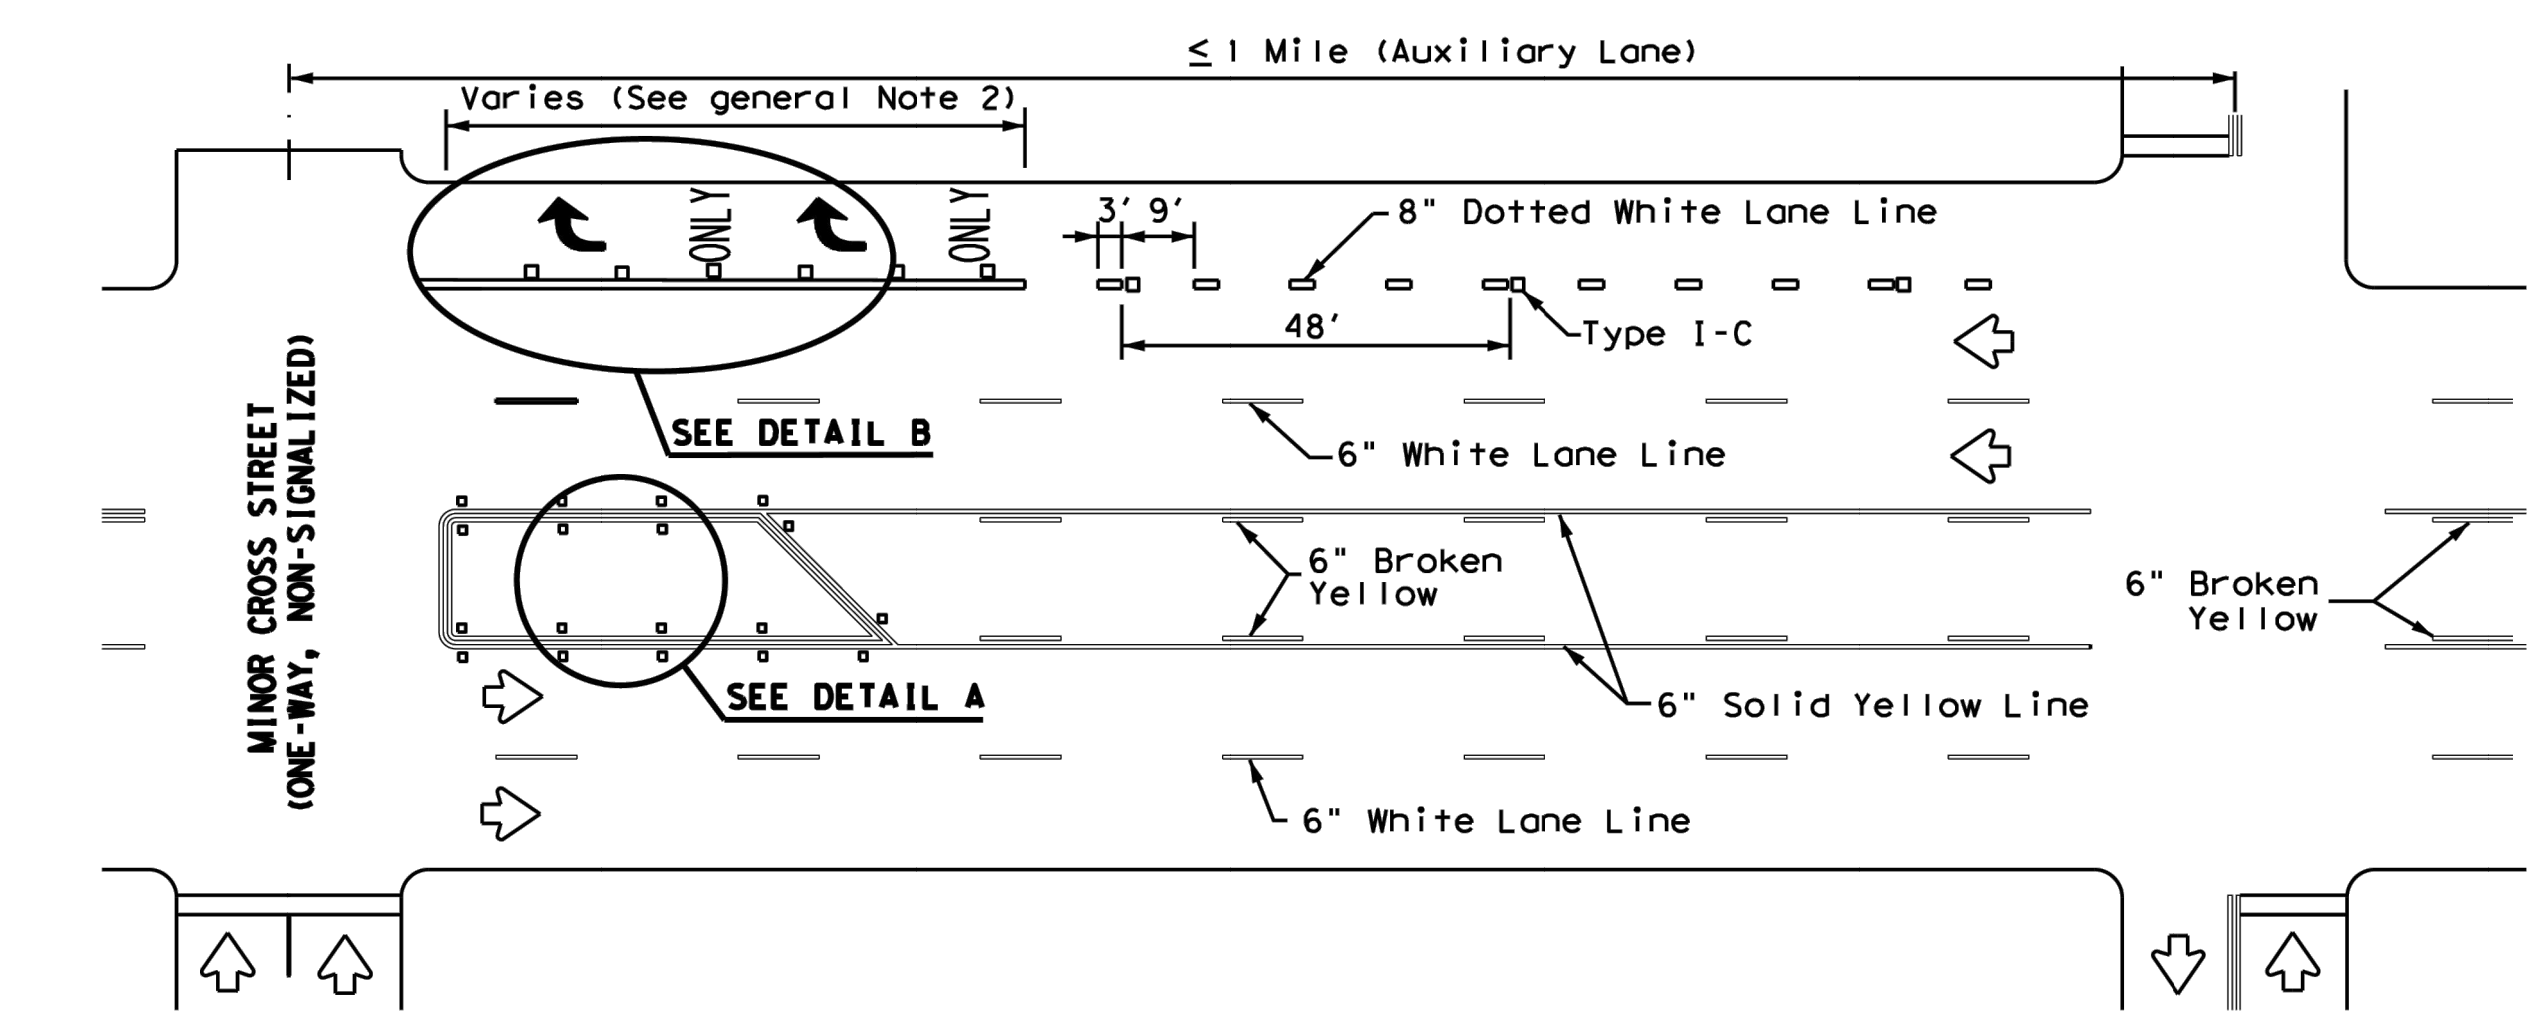 ≤ 1 Mile (Auxiliary Lane)
Varies (See general Note 2)
ONLY
ONLY
3' 9'
8" Dotted White Lane Line
48'
Type I-C
SEE DETAIL B
6" White Lane Line
MINOR CROSS STREET
(ONE-WAY, NON-SIGNALIZED)
6" Broken
Yellow
6" Broken
Yellow
SEE DETAIL A
6" Solid Yellow Line
6" White Lane Line